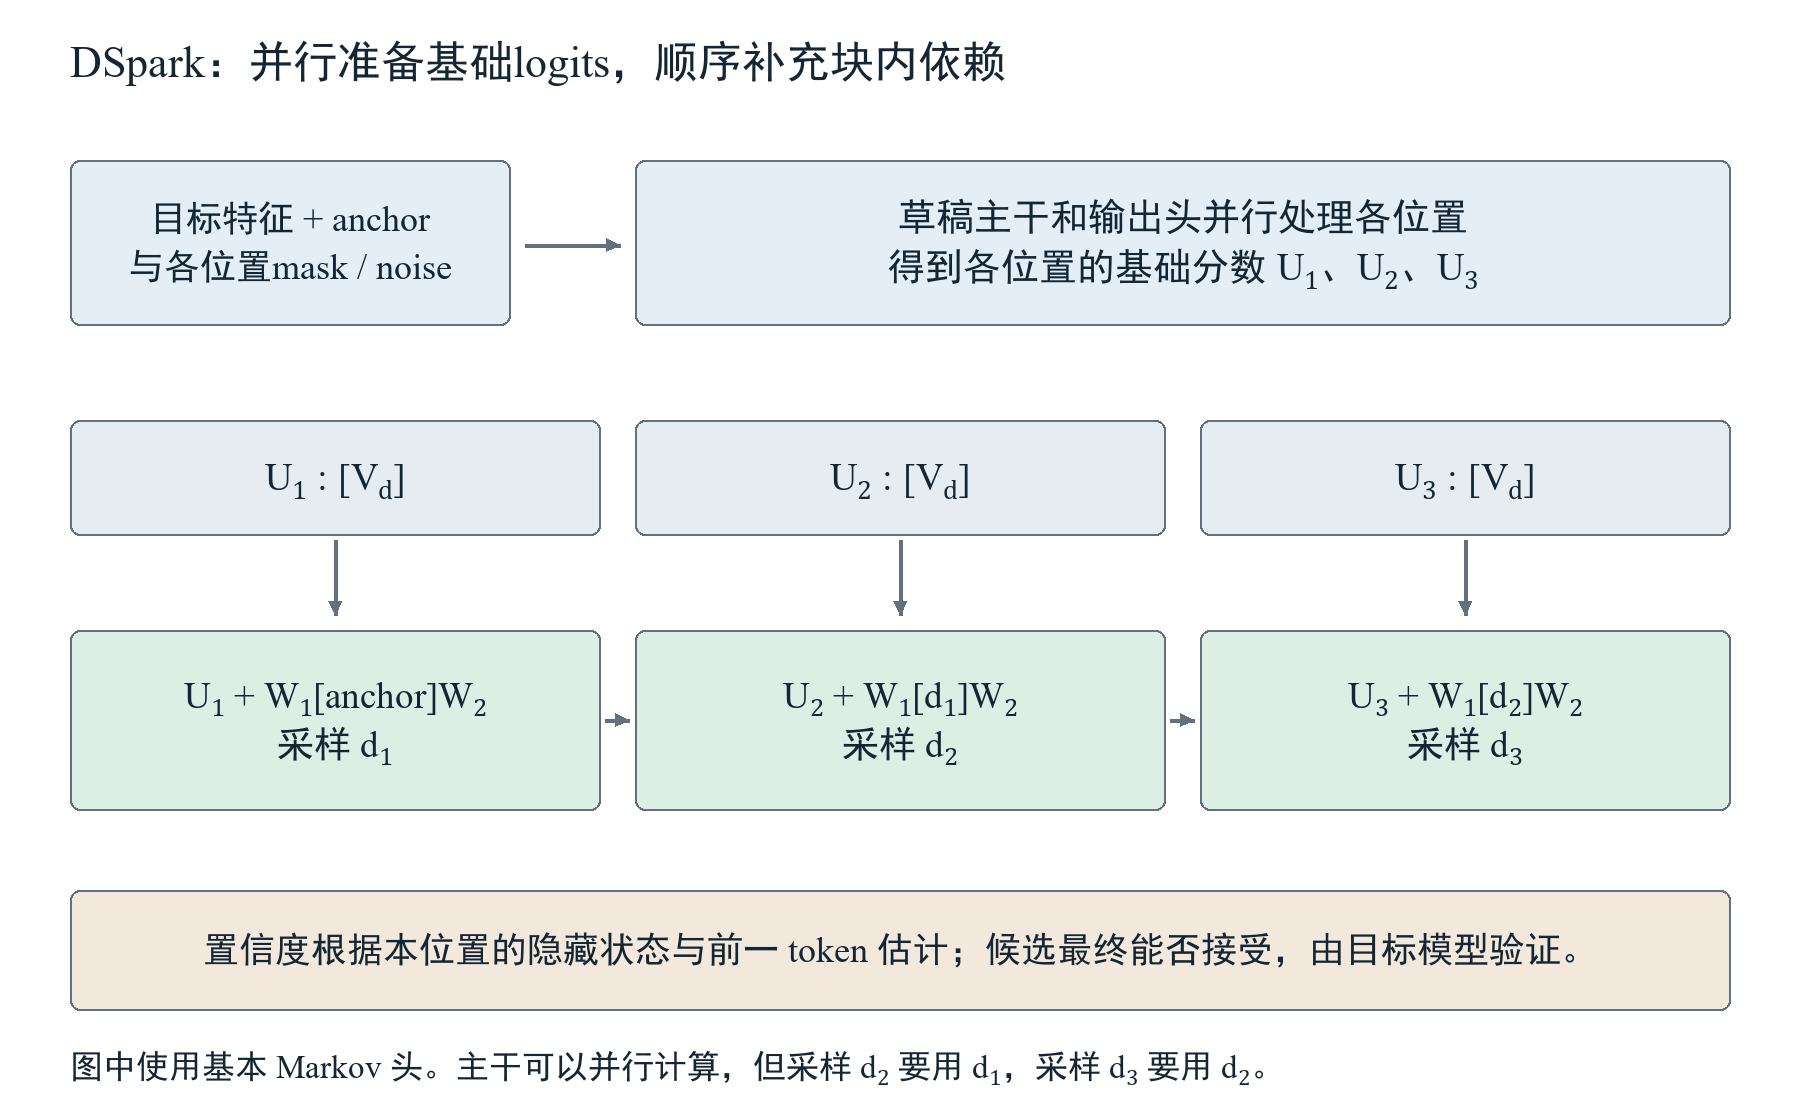 DSpark：并行准备基础logits，顺序补充块内依赖
目标特征 + anchor
与各位置mask / noise
草稿主干和输出头并行处理各位置
得到各位置的基础分数 U₁、U₂、U₃
U₁ : [V_d]
U₂ : [V_d]
U₃ : [V_d]
U₁ + W₁[anchor]W₂
采样 d₁
U₂ + W₁[d₁]W₂
采样 d₂
U₃ + W₁[d₂]W₂
采样 d₃
置信度根据本位置的隐藏状态与前一 token 估计；候选最终能否接受，由目标模型验证。
图中使用基本 Markov 头。主干可以并行计算，但采样 d₂ 要用 d₁，采样 d₃ 要用 d₂。